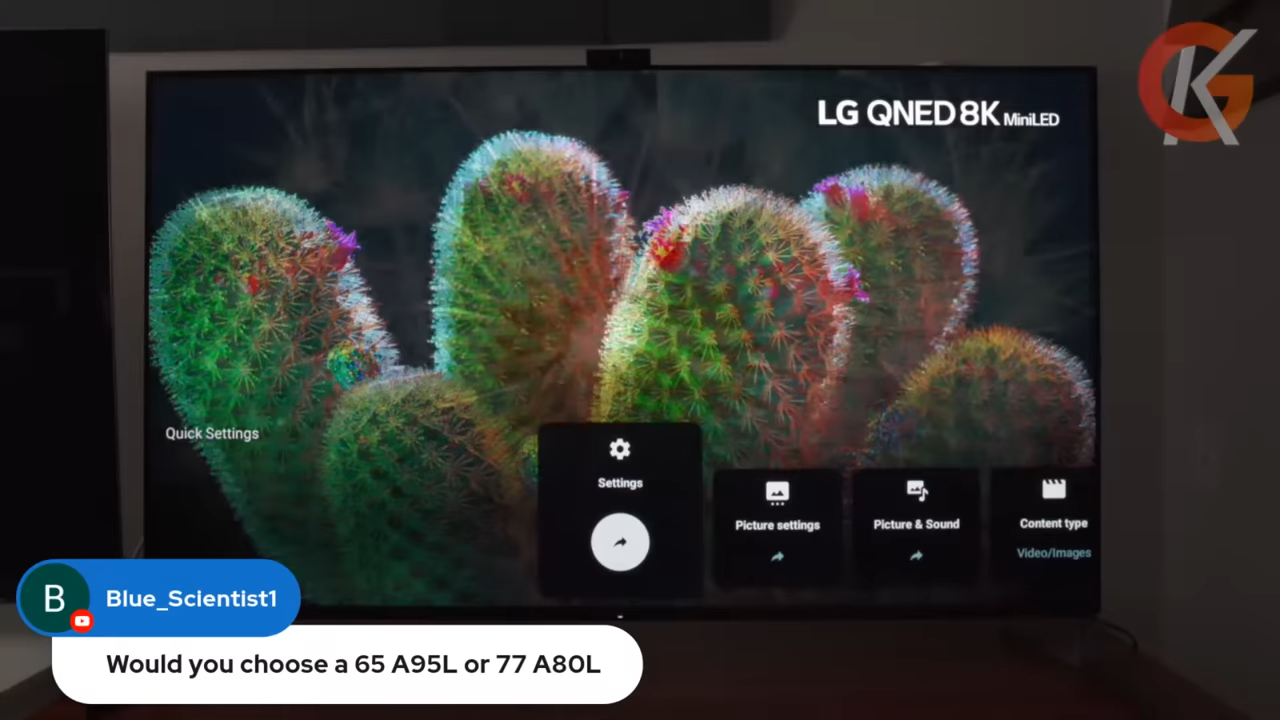 GK
LG QNED 8K MiniLED
Quick Settings
Settings
Picture settings
Picture & Sound
Content type
Video/Images
B
Blue_Scientist1
Would you choose a 65 A95L or 77 A80L